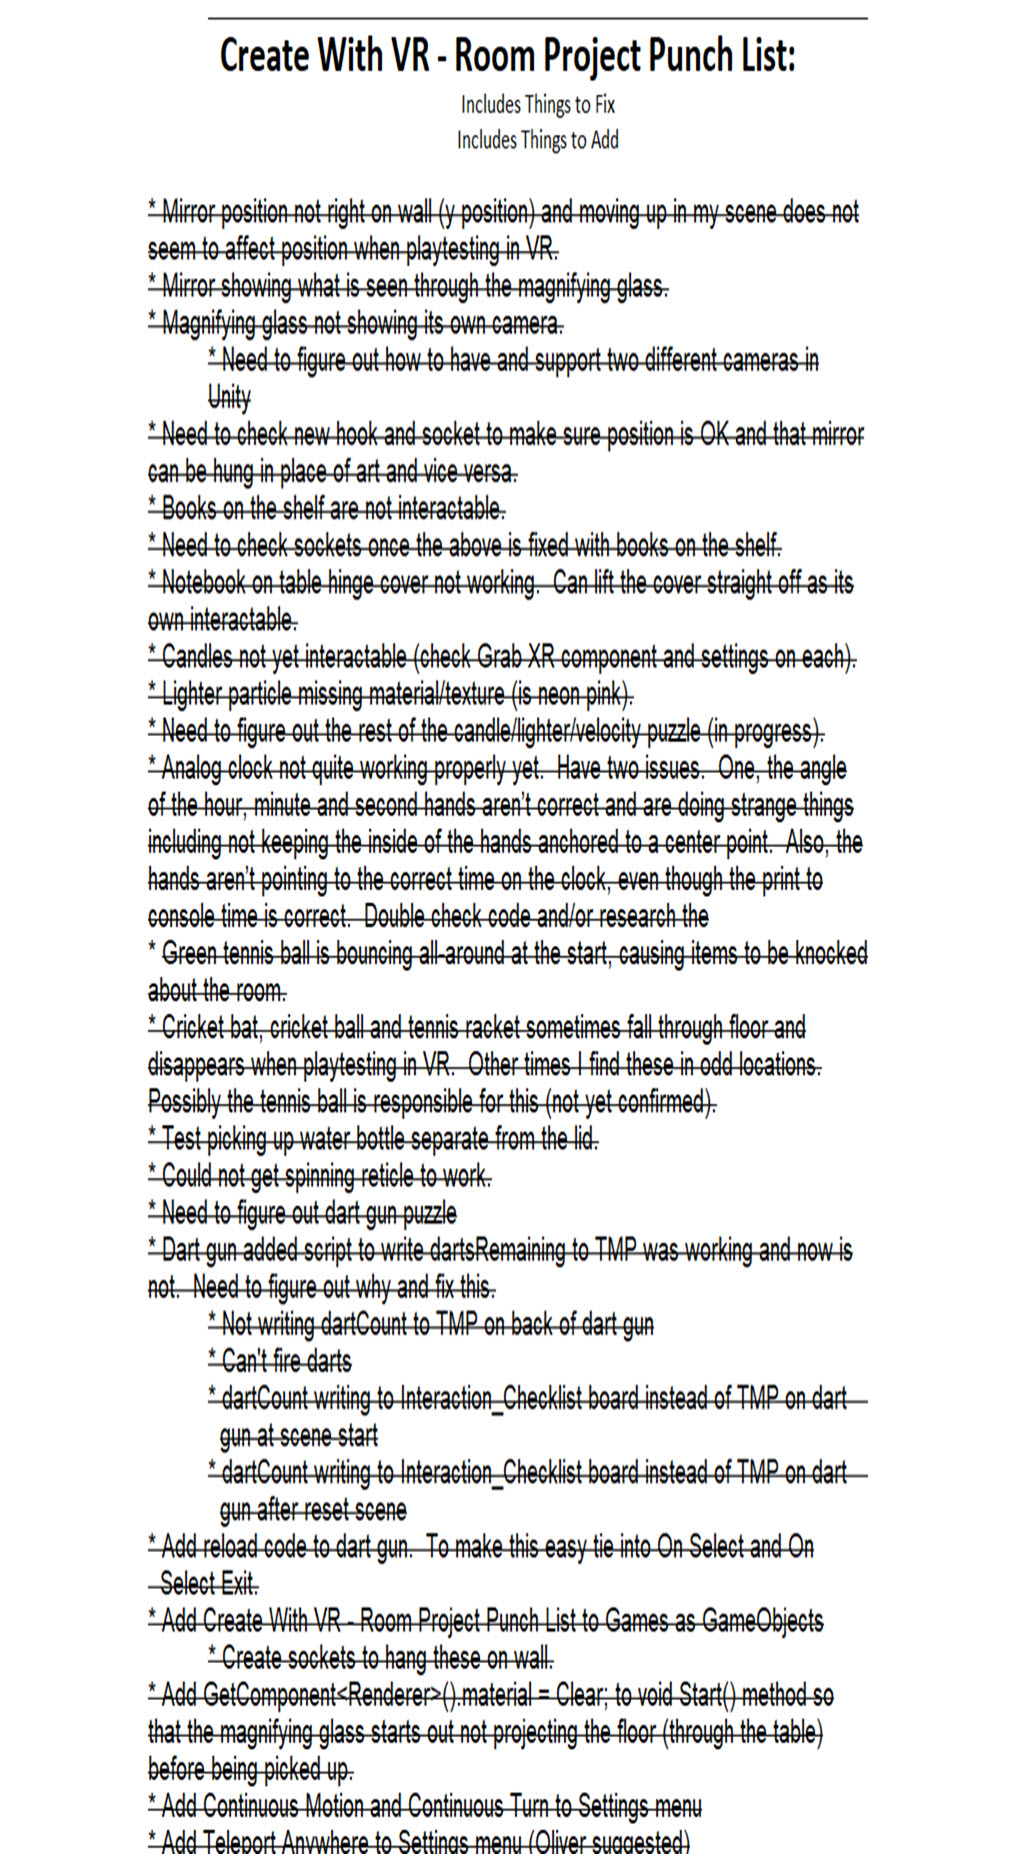 Create With VR - Room Project Punch List:
Includes Things to Fix
Includes Things to Add
* Mirror position not right on wall (y position) and moving up in my scene does not
seem to affect position when playtesting in VR.
* Mirror showing what is seen through the magnifying glass.
* Magnifying glass not showing its own camera.
* Need to figure out how to have and support two different cameras in
Unity
* Need to check new hook and socket to make sure position is OK and that mirror
can be hung in place of art and vice versa.
* Books on the shelf are not interactable.
* Need to check sockets once the above is fixed with books on the shelf.
* Notebook on table hinge cover not working.  Can lift the cover straight off as its
own interactable.
* Candles not yet interactable (check Grab XR component and settings on each).
* Lighter particle missing material/texture (is neon pink).
* Need to figure out the rest of the candle/lighter/velocity puzzle (in progress).
* Analog clock not quite working properly yet.  Have two issues.  One, the angle
of the hour, minute and second hands aren't correct and are doing strange things
including not keeping the inside of the hands anchored to a center point.  Also, the
hands aren't pointing to the correct time on the clock, even though the print to
console time is correct.  Double check code and/or research the
* Green tennis ball is bouncing all-around at the start, causing items to be knocked
about the room.
* Cricket bat, cricket ball and tennis racket sometimes fall through floor and
disappears when playtesting in VR.  Other times I find these in odd locations.
Possibly the tennis ball is responsible for this (not yet confirmed).
* Test picking up water bottle separate from the lid.
* Could not get spinning reticle to work.
* Need to figure out dart gun puzzle
* Dart gun added script to write dartsRemaining to TMP was working and now is
not.  Need to figure out why and fix this.
* Not writing dartCount to TMP on back of dart gun
* Can't fire darts
* dartCount writing to Interaction_Checklist board instead of TMP on dart
gun at scene start
* dartCount writing to Interaction_Checklist board instead of TMP on dart
gun after reset scene
* Add reload code to dart gun.  To make this easy tie into On Select and On
Select Exit.
* Add Create With VR - Room Project Punch List to Games as GameObjects
* Create sockets to hang these on wall.
* Add GetComponent<Renderer>().material = Clear; to void Start() method so
that the magnifying glass starts out not projecting the floor (through the table)
before being picked up.
* Add Continuous Motion and Continuous Turn to Settings menu
* Add Teleport Anywhere to Settings menu (Oliver suggested)